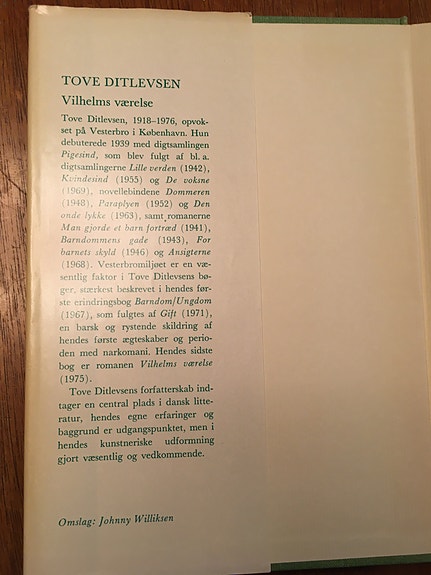 TOVE DITLEVSEN
Vilhelms værelse
Tove Ditlevsen, 1918–1976, opvok-
set på Vesterbro i København. Hun
debuterede 1939 med digtsamlingen
Pigesind, som blev fulgt af bl. a.
digtsamlingerne Lille verden (1942),
Kvindesind (1955) og De voksne
(1969), novellebindene Dommeren
(1948), Paraplyen (1952) og Den
onde lykke (1963), samt romanerne
Man gjorde et barn fortræd (1941),
Barndommens gade (1943), For
barnets skyld (1946) og Ansigterne
(1968). Vesterbromiljøet er en væ-
sentlig faktor i Tove Ditlevsens bø-
ger, stærkest beskrevet i hendes før-
ste erindringsbog Barndom/Ungdom
(1967), som fulgtes af Gift (1971),
en barsk og rystende skildring af
hendes første ægteskaber og perio-
den med narkomani. Hendes sidste
bog er romanen Vilhelms værelse
(1975).
Tove Ditlevsens forfatterskab ind-
tager en central plads i dansk litte-
ratur, hendes egne erfaringer og
baggrund er udgangspunktet, men i
hendes kunstneriske udformning
gjort væsentlig og vedkommende.
Omslag: Johnny Williksen